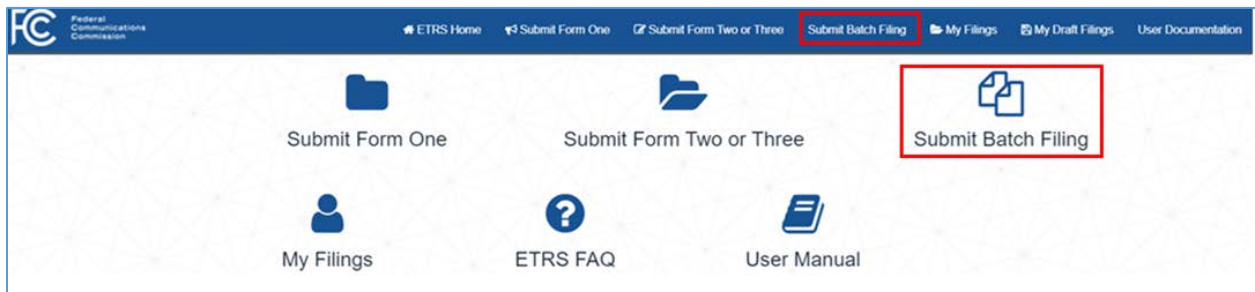 FCC Federal
Communications
Commission
ETRS Home Submit Form One Submit Form Two or Three Submit Batch Filing My Filings My Draft Filings User Documentation
Submit Form One Submit Form Two or Three Submit Batch Filing
My Filings ETRS FAQ User Manual